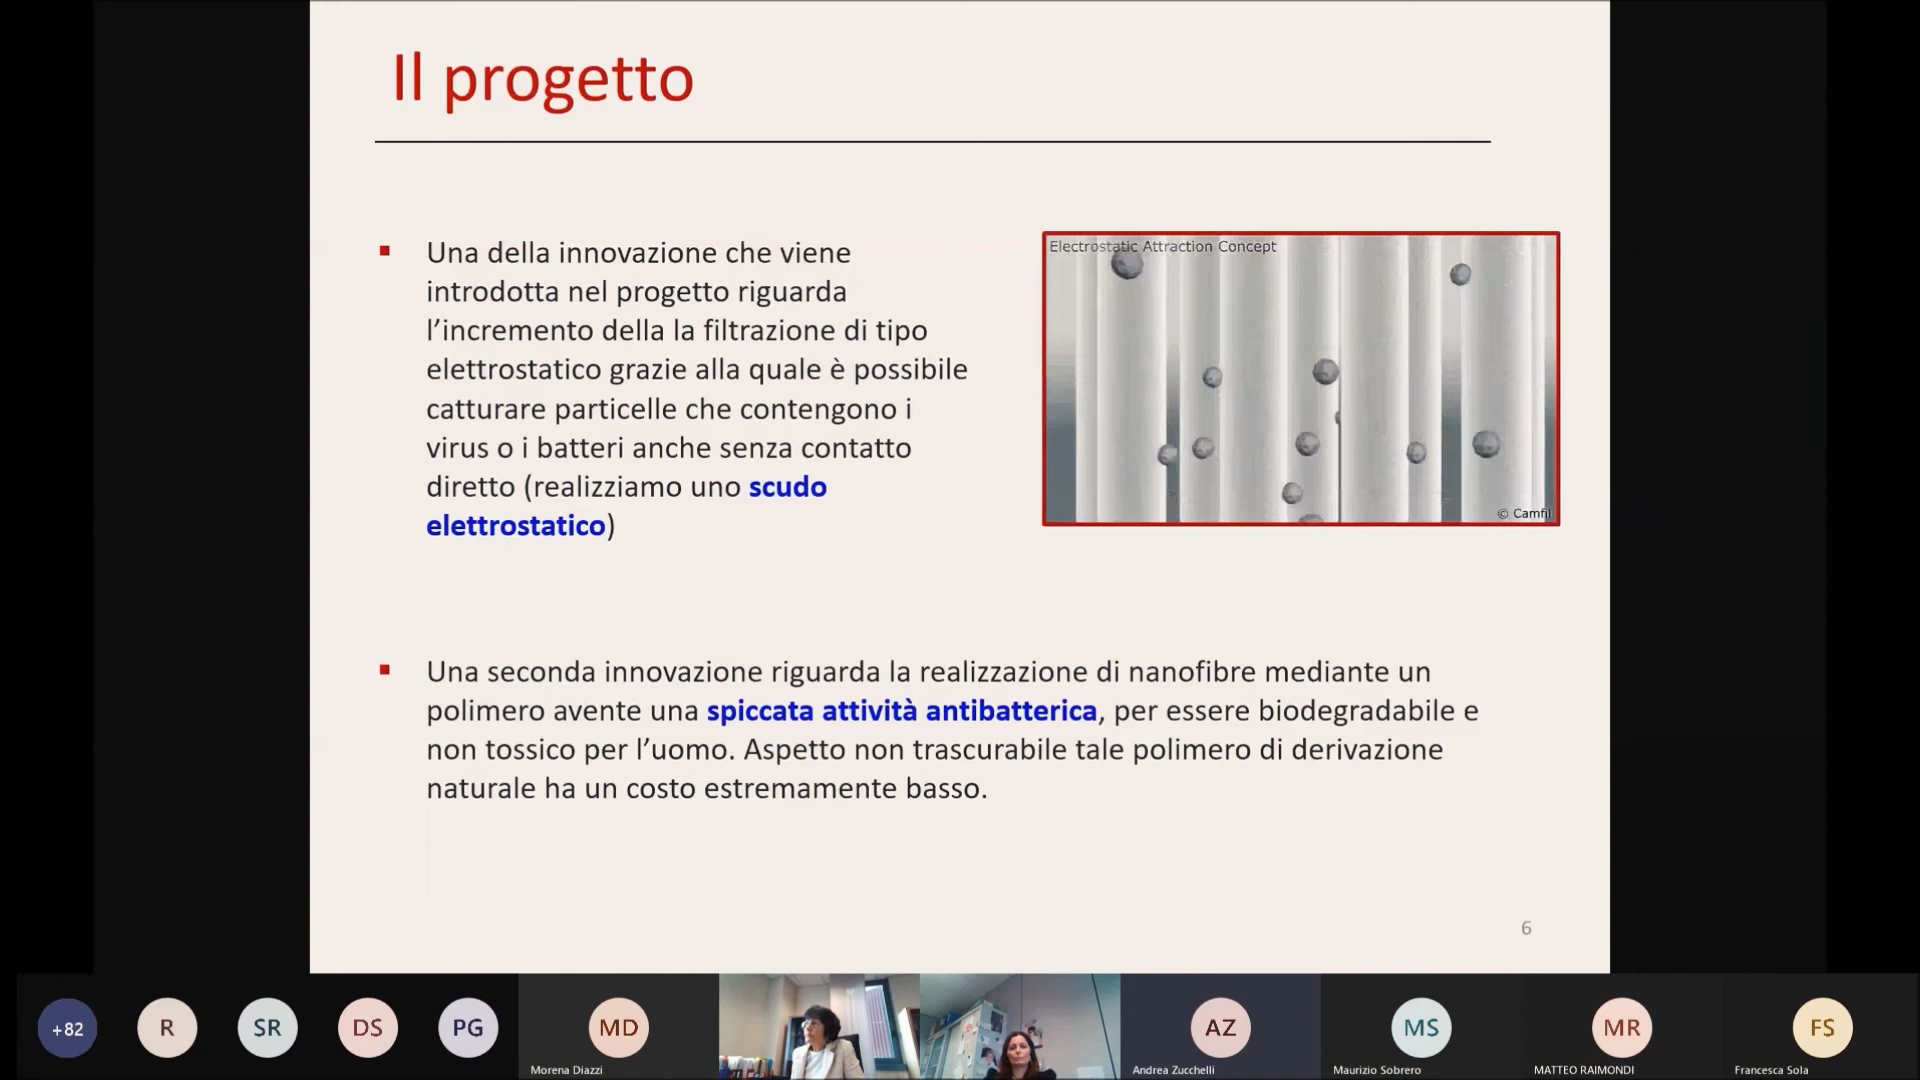 Il progetto
Una della innovazione che viene
introdotta nel progetto riguarda
l’incremento della la filtrazione di tipo
elettrostatico grazie alla quale è possibile
catturare particelle che contengono i
virus o i batteri anche senza contatto
diretto (realizziamo uno scudo
elettrostatico)
Electrostatic Attraction Concept
© Camfil
Una seconda innovazione riguarda la realizzazione di nanofibre mediante un
polimero avente una spiccata attività antibatterica, per essere biodegradabile e
non tossico per l’uomo. Aspetto non trascurabile tale polimero di derivazione
naturale ha un costo estremamente basso.
6
+82
R
SR
DS
PG
MD
Morena Diazzi
AZ
Andrea Zucchelli
MS
Maurizio Sobrero
MR
MATTEO RAIMONDI
FS
Francesca Sola